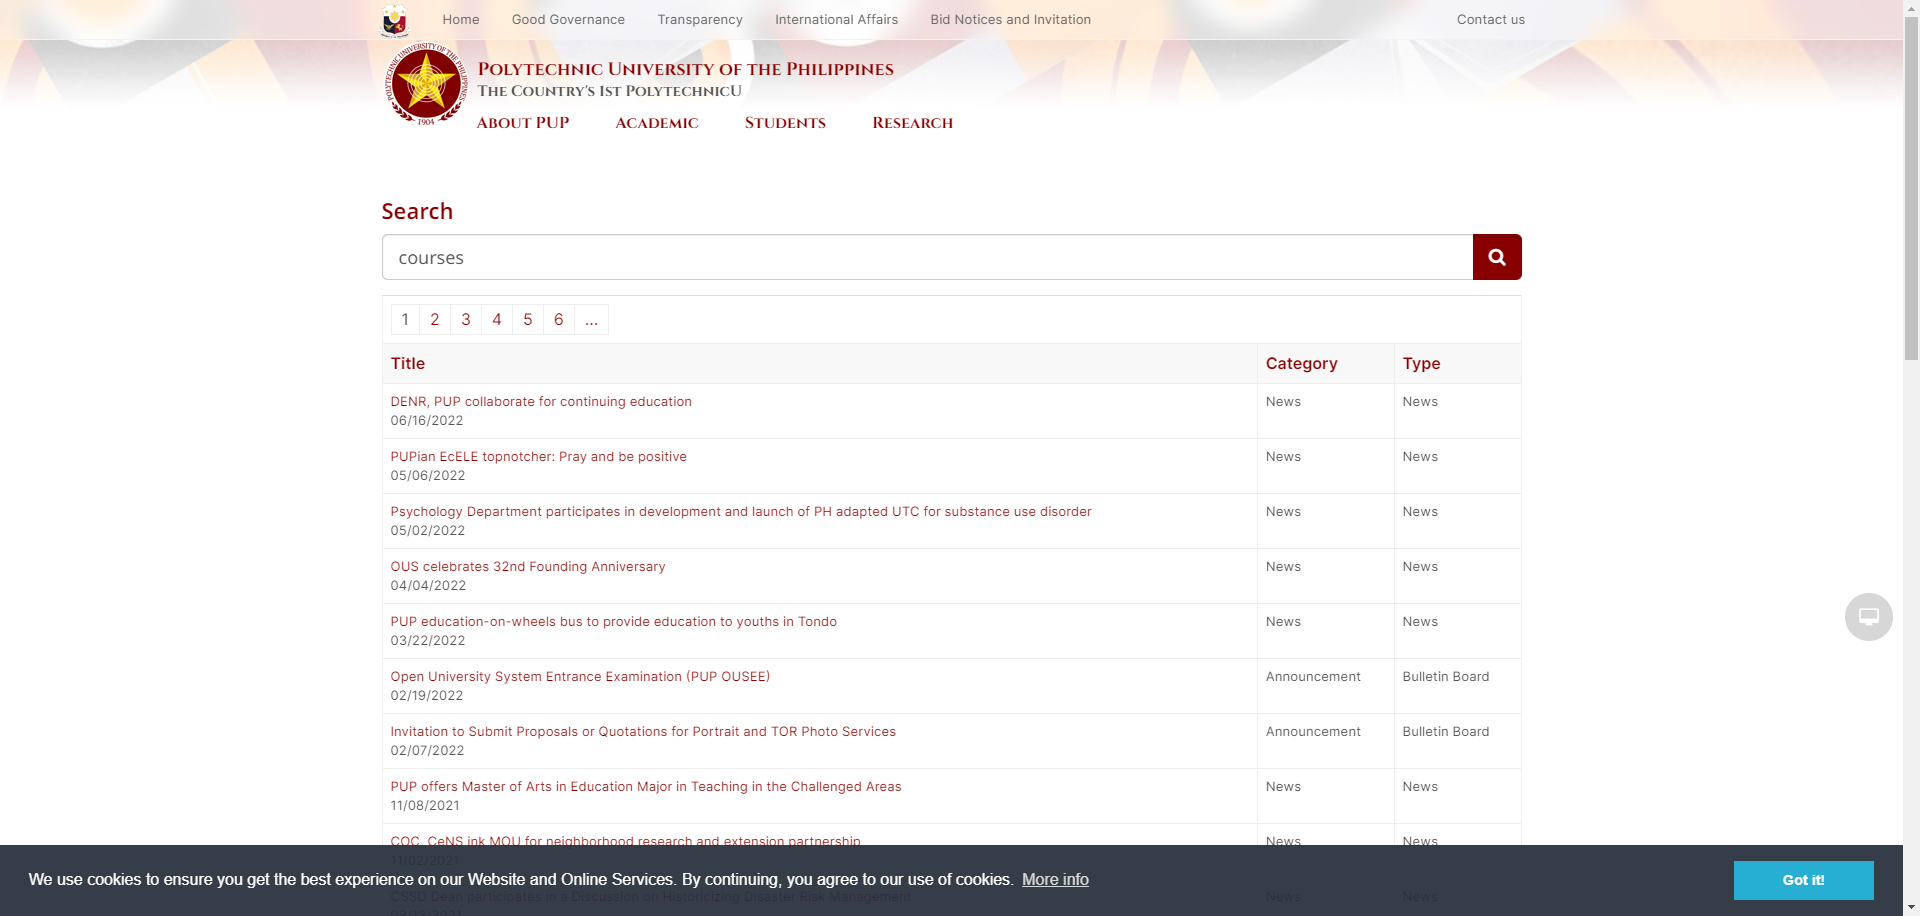 Home Good Governance Transparency International Affairs Bid Notices and Invitation Contact us
POLYTECHNIC UNIVERSITY OF THE PHILIPPINES
1904
Polytechnic University of the Philippines
The Country's 1st PolytechnicU
About PUP Academic Students Research
Search
courses
1 2 3 4 5 6 ...
Title Category Type
DENR, PUP collaborate for continuing education News News
06/16/2022
PUPian EcELE topnotcher: Pray and be positive News News
05/06/2022
Psychology Department participates in development and launch of PH adapted UTC for substance use disorder News News
05/02/2022
OUS celebrates 32nd Founding Anniversary News News
04/04/2022
PUP education-on-wheels bus to provide education to youths in Tondo News News
03/22/2022
Open University System Entrance Examination (PUP OUSEE) Announcement Bulletin Board
02/19/2022
Invitation to Submit Proposals or Quotations for Portrait and TOR Photo Services Announcement Bulletin Board
02/07/2022
PUP offers Master of Arts in Education Major in Teaching in the Challenged Areas News News
11/08/2021
COC, CeNS ink MOU for neighborhood research and extension partnership News News
11/02/2021
We use cookies to ensure you get the best experience on our Website and Online Services. By continuing, you agree to our use of cookies. More info Got it!
CSSD Dean participates in a Discussion on Historicizing Disaster Risk Management News News